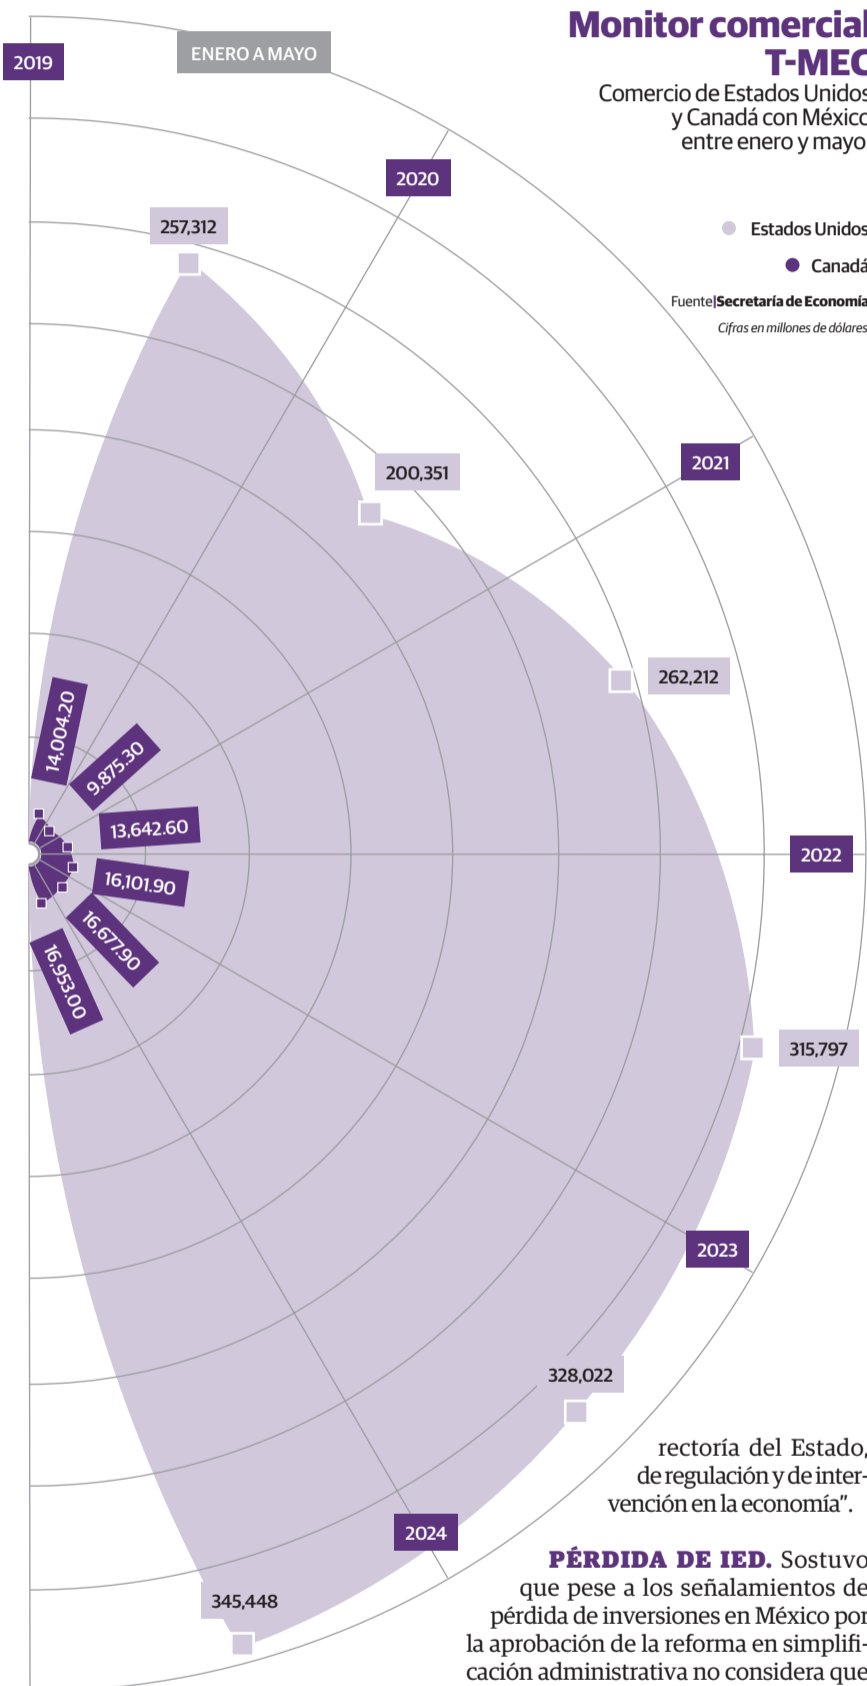 Monitor comercial
T-MEC
Comercio de Estados Unidos
y Canadá con México
entre enero y mayo
Estados Unidos
Canadá
Fuente|Secretaría de Economía
Cifras en millones de dólares
ENERO A MAYO
2019
2020
257,312
2021
200,351
262,212
2022
315,797
2023
328,022
2024
345,448
14,004.20
9,875.30
13,642.60
16,101.90
16,677.90
16,953.00
rectoría del Estado,
de regulación y de inter-
vención en la economía”.
PÉRDIDA DE IED. Sostuvo
que pese a los señalamientos de
pérdida de inversiones en México por
la aprobación de la reforma en simplifi-
cación administrativa no considera que